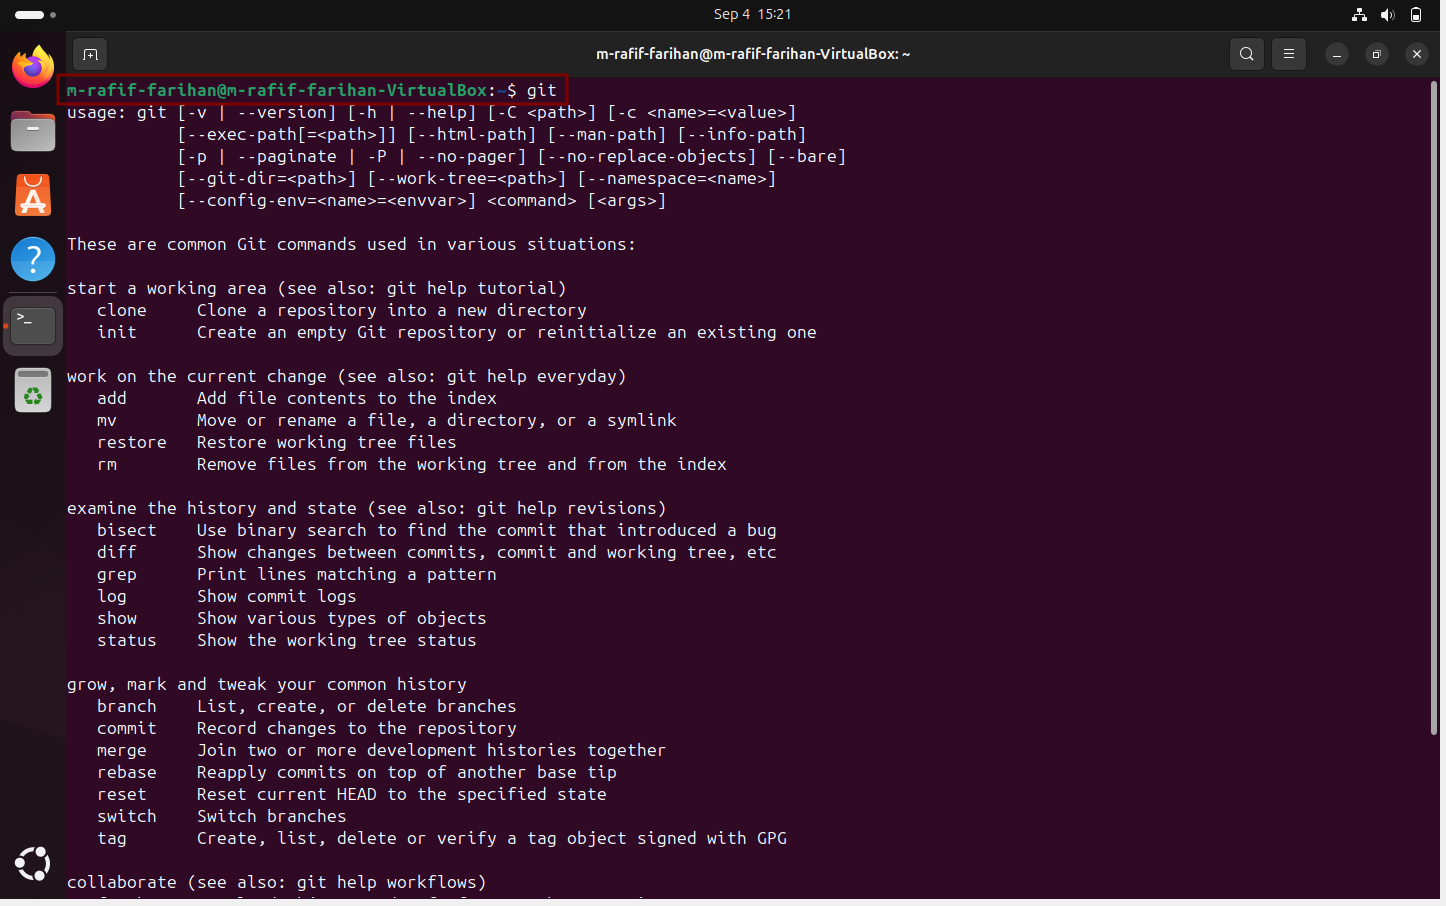 Sep 4 15:21
m-rafif-farihan@m-rafif-farihan-VirtualBox: ~
m-rafif-farihan@m-rafif-farihan-VirtualBox:~$ git
usage: git [-v | --version] [-h | --help] [-C <path>] [-c <name>=<value>]
           [--exec-path[=<path>]] [--html-path] [--man-path] [--info-path]
           [-p | --paginate | -P | --no-pager] [--no-replace-objects] [--bare]
           [--git-dir=<path>] [--work-tree=<path>] [--namespace=<name>]
           [--config-env=<name>=<envvar>] <command> [<args>]
These are common Git commands used in various situations:
start a working area (see also: git help tutorial)
   clone     Clone a repository into a new directory
   init      Create an empty Git repository or reinitialize an existing one
work on the current change (see also: git help everyday)
   add       Add file contents to the index
   mv        Move or rename a file, a directory, or a symlink
   restore   Restore working tree files
   rm        Remove files from the working tree and from the index
examine the history and state (see also: git help revisions)
   bisect    Use binary search to find the commit that introduced a bug
   diff      Show changes between commits, commit and working tree, etc
   grep      Print lines matching a pattern
   log       Show commit logs
   show      Show various types of objects
   status    Show the working tree status
grow, mark and tweak your common history
   branch    List, create, or delete branches
   commit    Record changes to the repository
   merge     Join two or more development histories together
   rebase    Reapply commits on top of another base tip
   reset     Reset current HEAD to the specified state
   switch    Switch branches
   tag       Create, list, delete or verify a tag object signed with GPG
collaborate (see also: git help workflows)